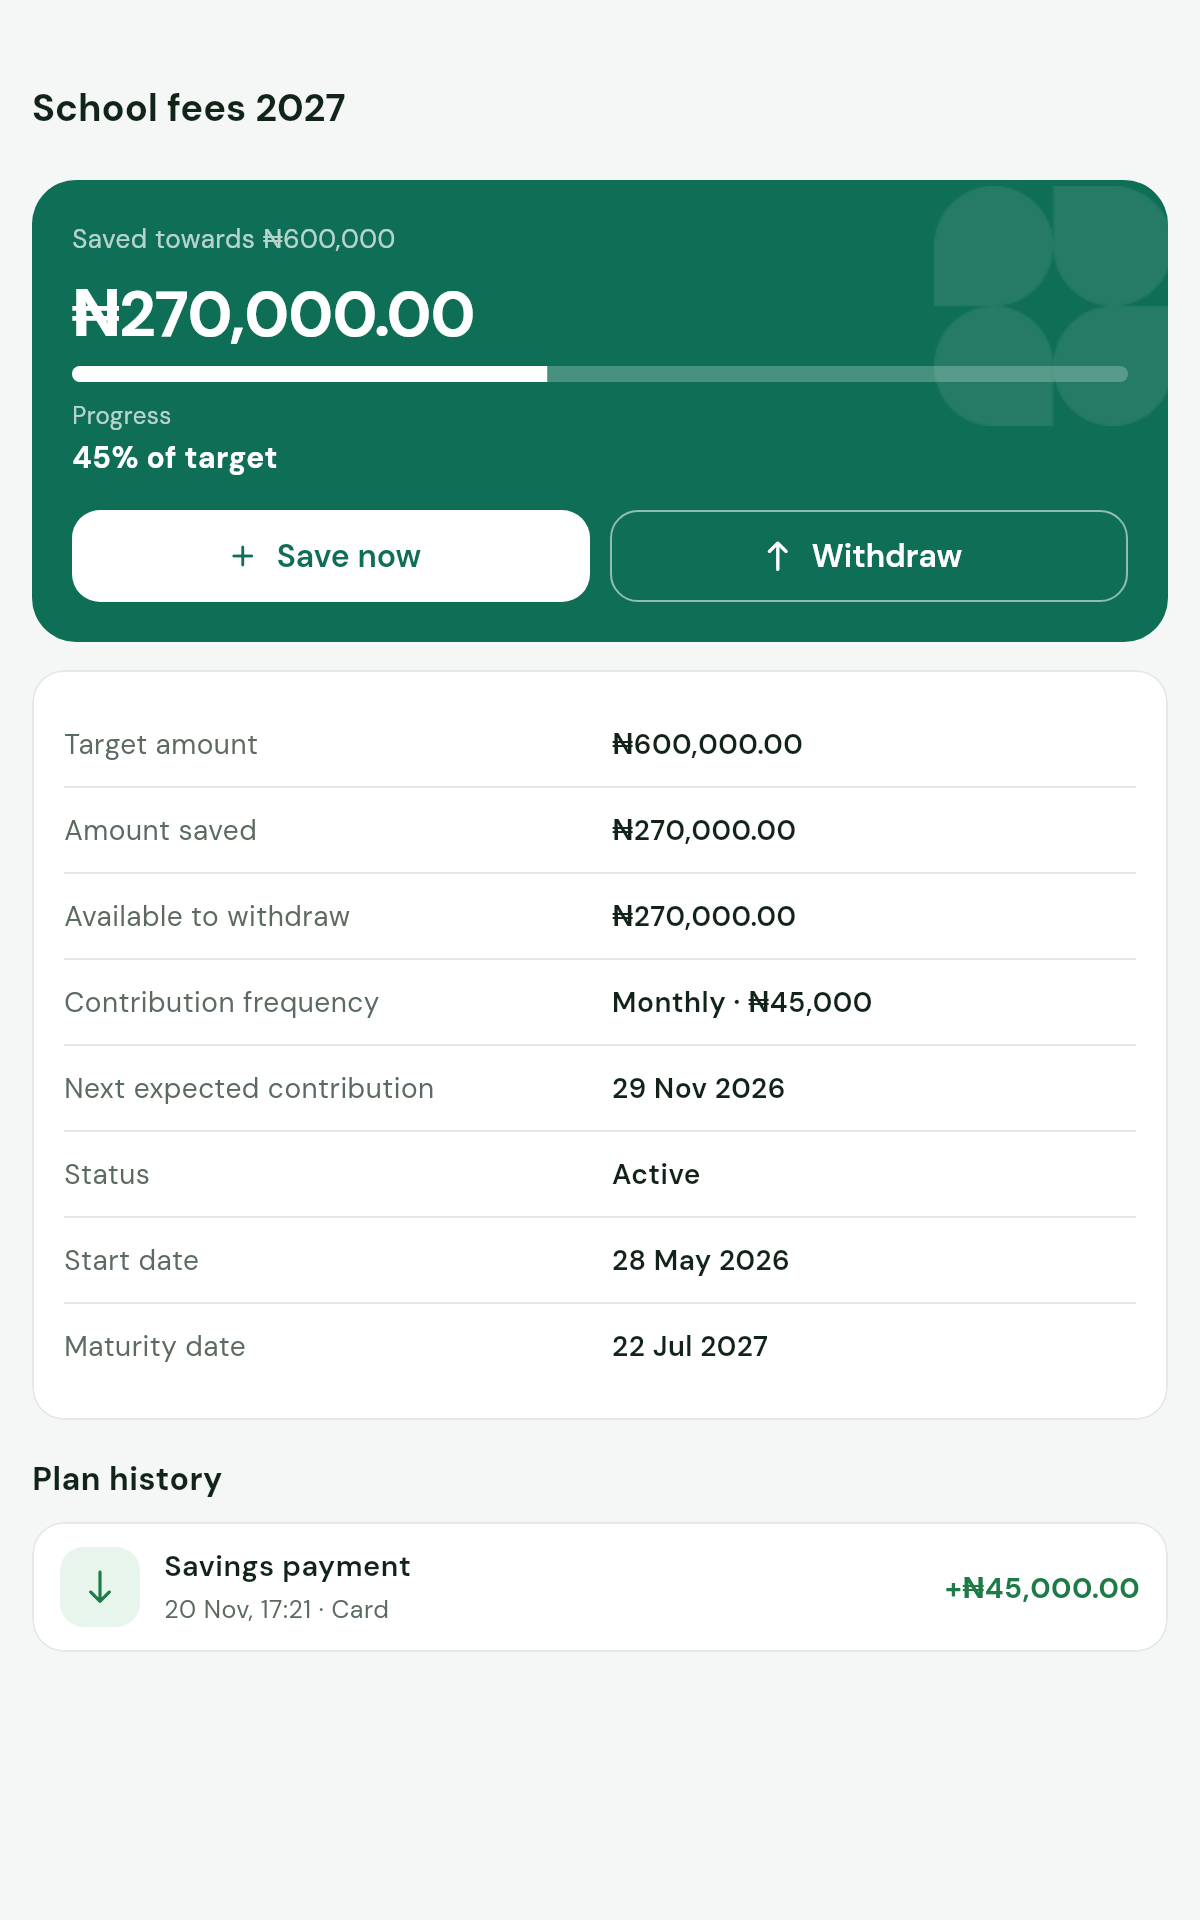 School fees 2027
Saved towards ₦600,000
₦270,000.00
Progress
45% of target
+ Save now
↑ Withdraw
Target amount ₦600,000.00
Amount saved ₦270,000.00
Available to withdraw ₦270,000.00
Contribution frequency Monthly · ₦45,000
Next expected contribution 29 Nov 2026
Status Active
Start date 28 May 2026
Maturity date 22 Jul 2027
Plan history
Savings payment
20 Nov, 17:21 · Card
+₦45,000.00